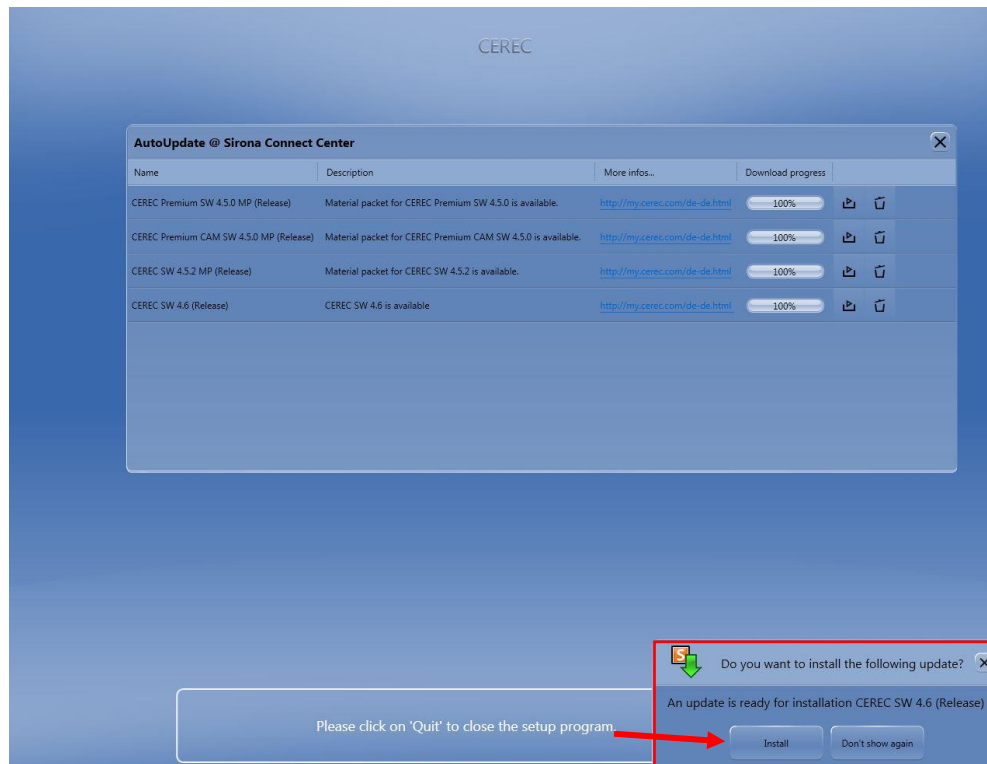 CEREC
AutoUpdate @ Sirona Connect Center
Name Description More infos... Download progress
CEREC Premium SW 4.5.0 MP (Release) Material packet for CEREC Premium SW 4.5.0 is available. http://my.cerec.com/de-de.html 100%
CEREC Premium CAM SW 4.5.0 MP (Release) Material packet for CEREC Premium CAM SW 4.5.0 is available. http://my.cerec.com/de-de.html 100%
CEREC SW 4.5.2 MP (Release) Material packet for CEREC SW 4.5.2 is available. http://my.cerec.com/de-de.html 100%
CEREC SW 4.6 (Release) CEREC SW 4.6 is available http://my.cerec.com/de-de.html 100%
S
Do you want to install the following update?
An update is ready for installation CEREC SW 4.6 (Release)
Please click on 'Quit' to close the setup program
Install Don't show again